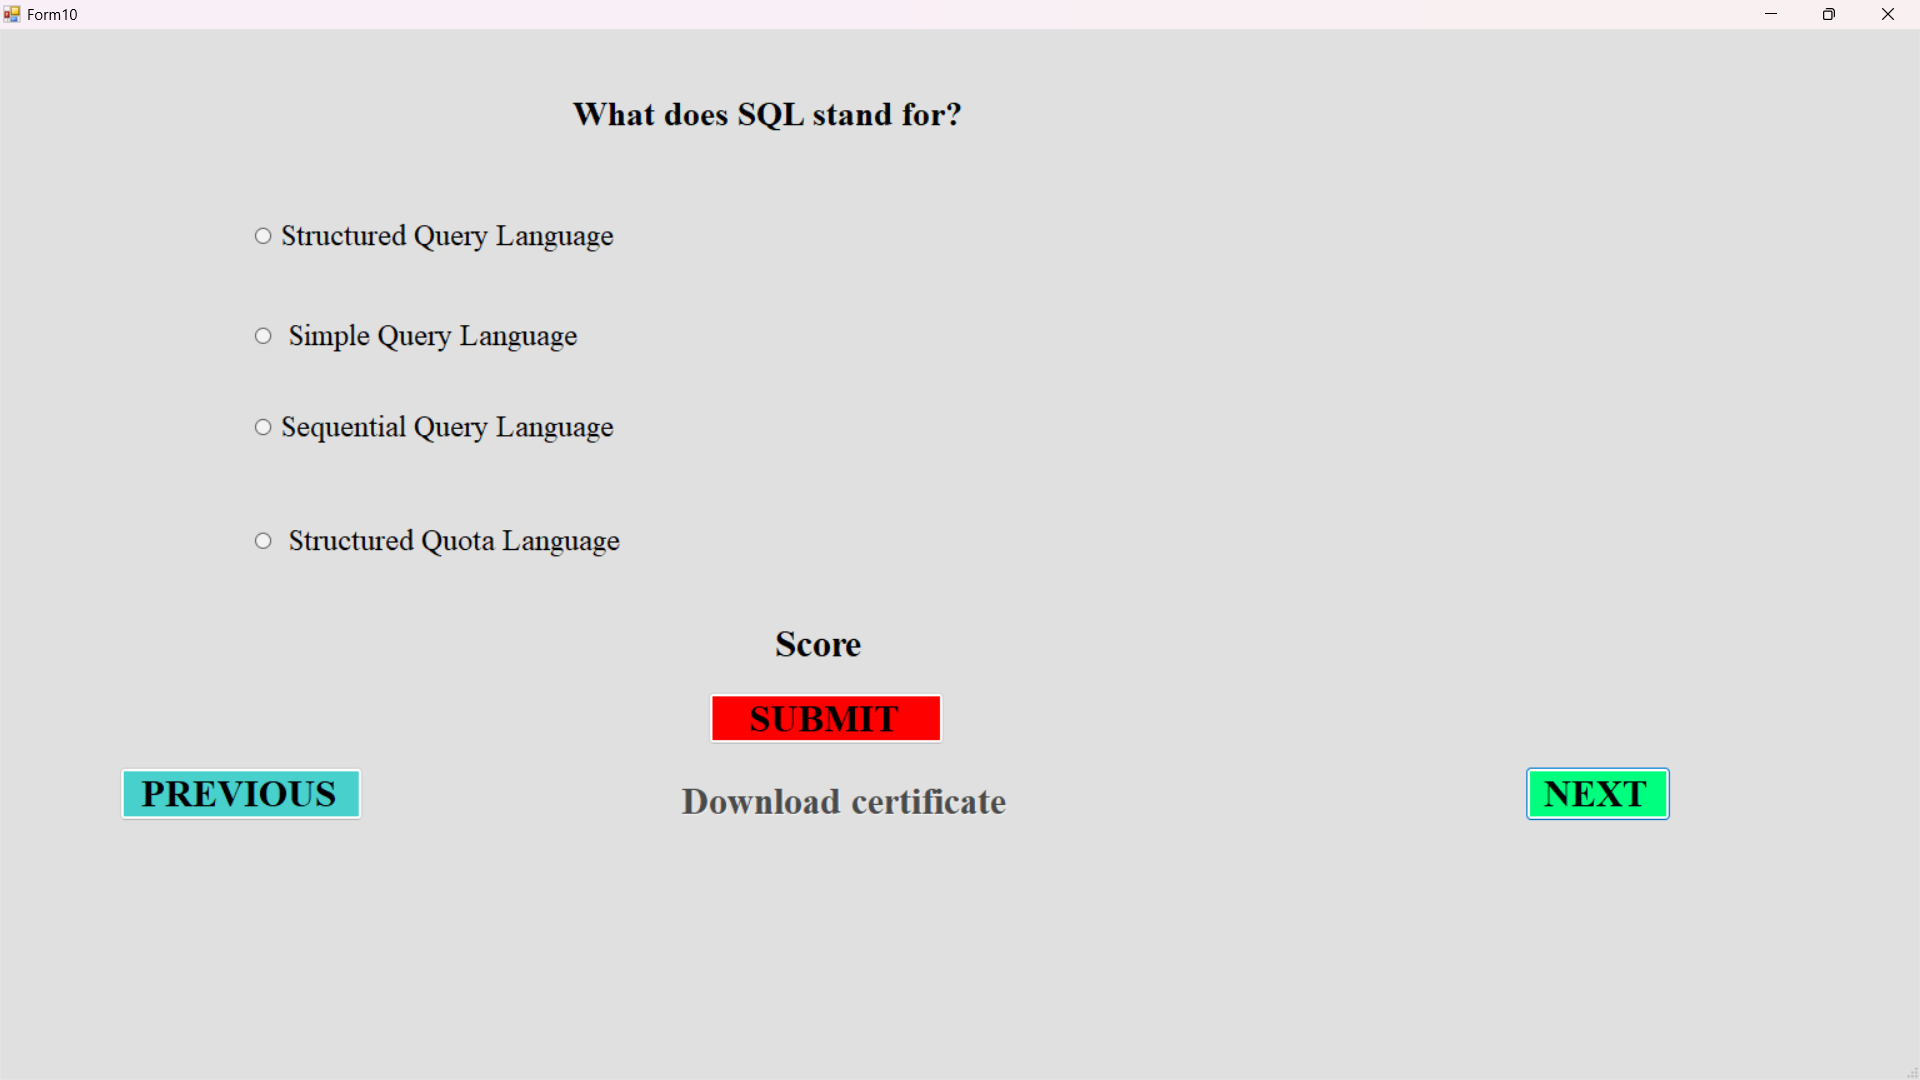 Form10
What does SQL stand for?
Structured Query Language
Simple Query Language
Sequential Query Language
Structured Quota Language
Score
SUBMIT
PREVIOUS
Download certificate
NEXT